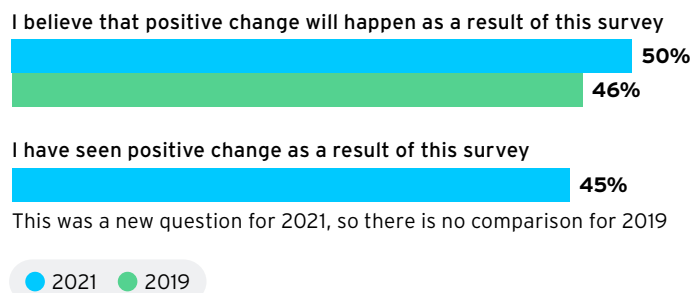 I believe that positive change will happen as a result of this survey
50%
46%
I have seen positive change as a result of this survey
45%
This was a new question for 2021, so there is no comparison for 2019
2021 2019